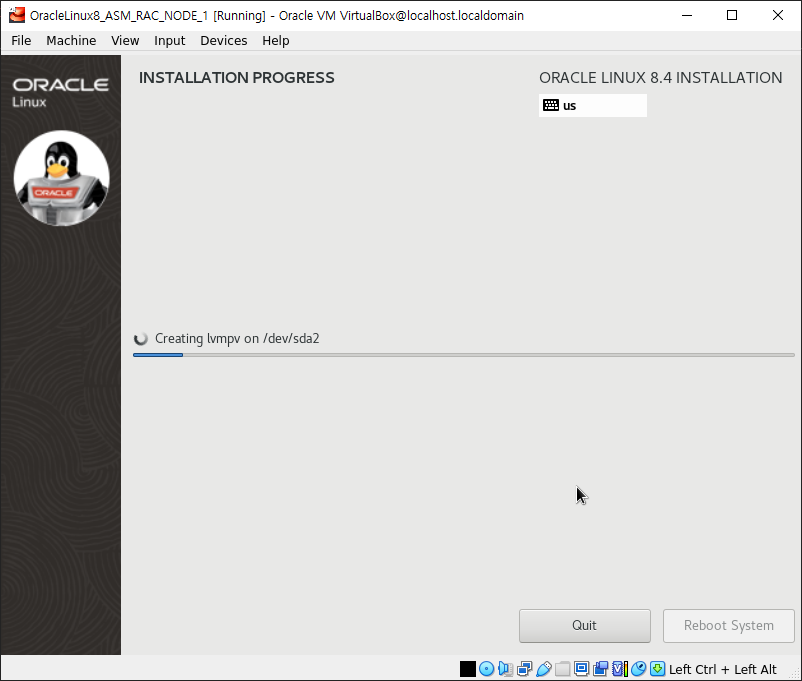 OracleLinux8_ASM_RAC_NODE_1 [Running] - Oracle VM VirtualBox@localhost.localdomain
File Machine View Input Devices Help
ORACLE
Linux
ORACLE
INSTALLATION PROGRESS
ORACLE LINUX 8.4 INSTALLATION
us
Creating lvmpv on /dev/sda2
Quit
Reboot System
Left Ctrl + Left Alt